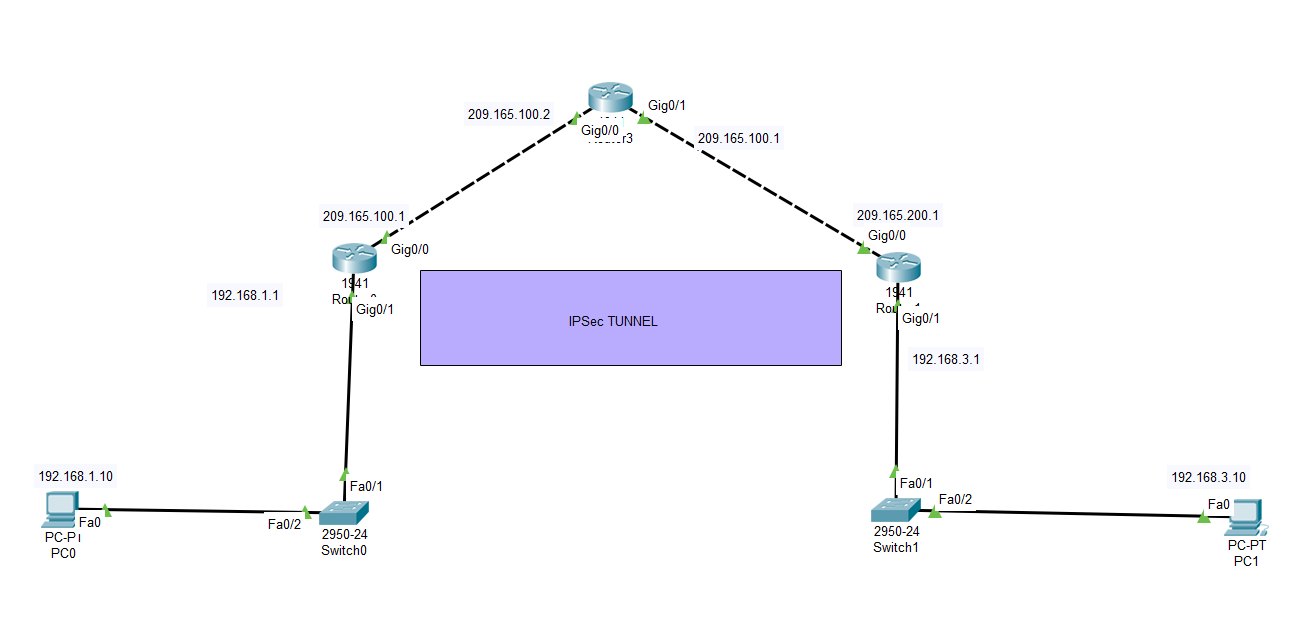 Gig0/1
209.165.100.2
Gig0/0
209.165.100.1
209.165.100.1
Gig0/0
209.165.200.1
Gig0/0
1941
192.168.1.1
Gig0/1
1941
Gig0/1
IPSec TUNNEL
192.168.3.1
192.168.1.10
Fa0
PC0
Fa0/1
Fa0/2
2950-24
Switch0
Fa0/1
Fa0/2
2950-24
Switch1
192.168.3.10
Fa0
PC-PT
PC1